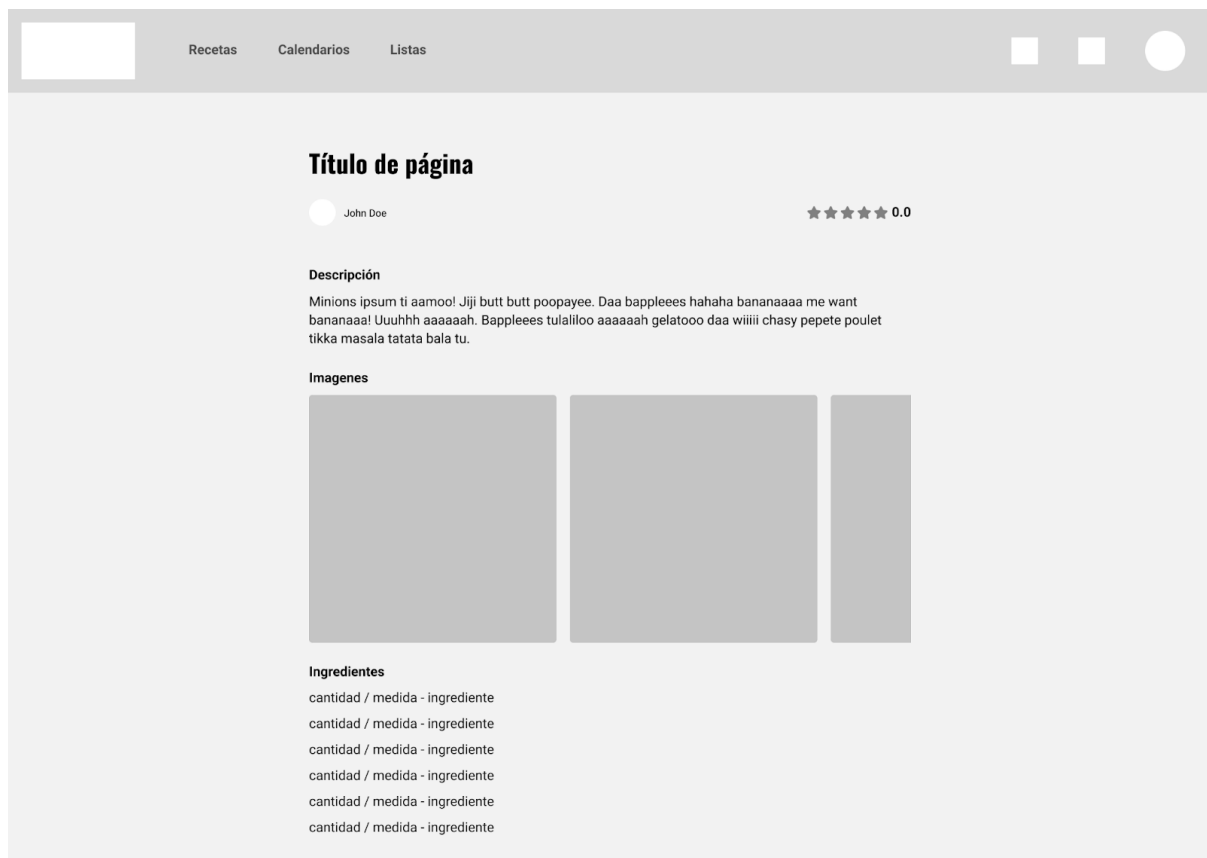 Recetas Calendarios Listas
Título de página
John Doe 0.0
Descripción
Minions ipsum ti aamoo! Jiji butt butt poopayee. Daa bappleees hahaha bananaaaa me want
bananaaa! Uuuhhh aaaaaah. Bappleees tulaliloo aaaaaah gelatooo daa wiiiii chasy pepete poulet
tikka masala tatata bala tu.
Imagenes
Ingredientes
cantidad / medida - ingrediente
cantidad / medida - ingrediente
cantidad / medida - ingrediente
cantidad / medida - ingrediente
cantidad / medida - ingrediente
cantidad / medida - ingrediente